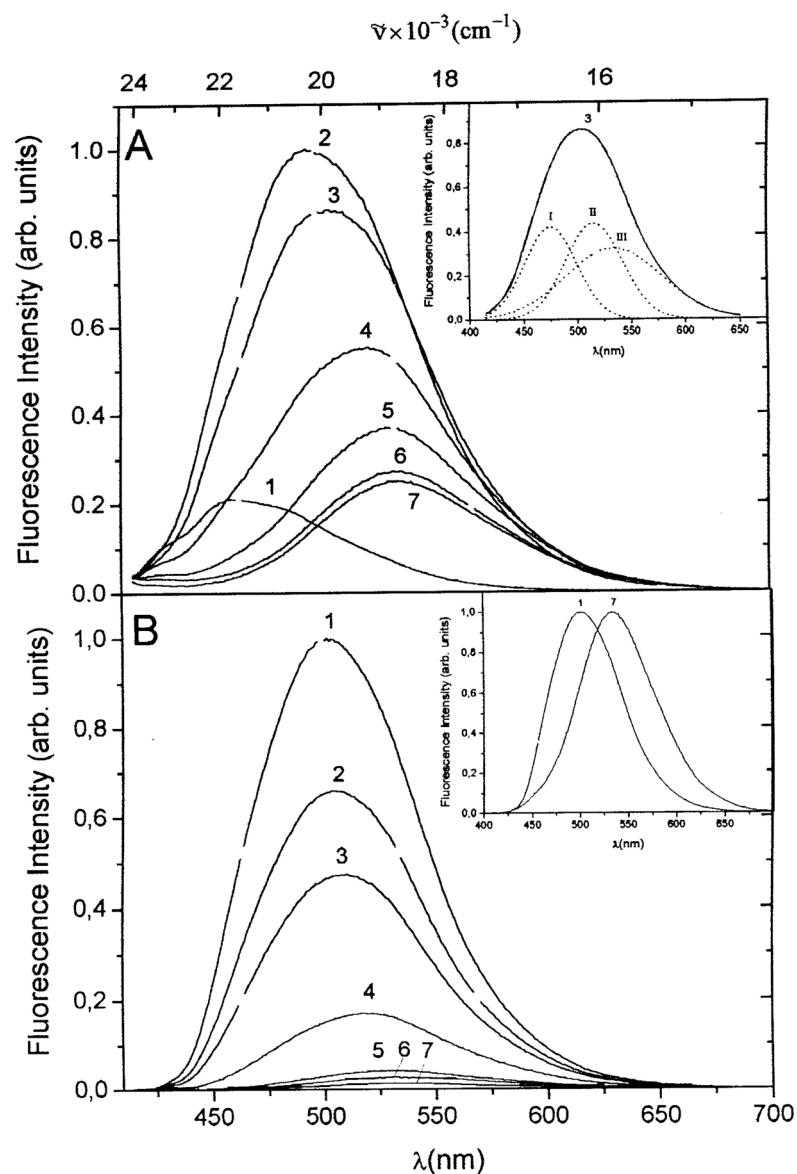 ṽ×10⁻³(cm⁻¹)
24 22 20 18 16
A
Fluorescence Intensity (arb. units)
1.0
0.8
0.6
0.4
0.2
0.0
2
3
4
5
6
7
1
Fluorescence Intensity (arb. units)
0,8
0,6
0,4
0,2
0,0
3
I
II
III
400 450 500 550 600 650
λ(nm)
B
Fluorescence Intensity (arb. units)
1,0
0,8
0,6
0,4
0,2
0,0
1
2
3
4
5 6 7
Fluorescence Intensity (arb. units)
1,0
0,8
0,6
0,4
0,2
0,0
1 7
400 450 500 550 600 650
λ(nm)
450 500 550 600 650 700
λ(nm)